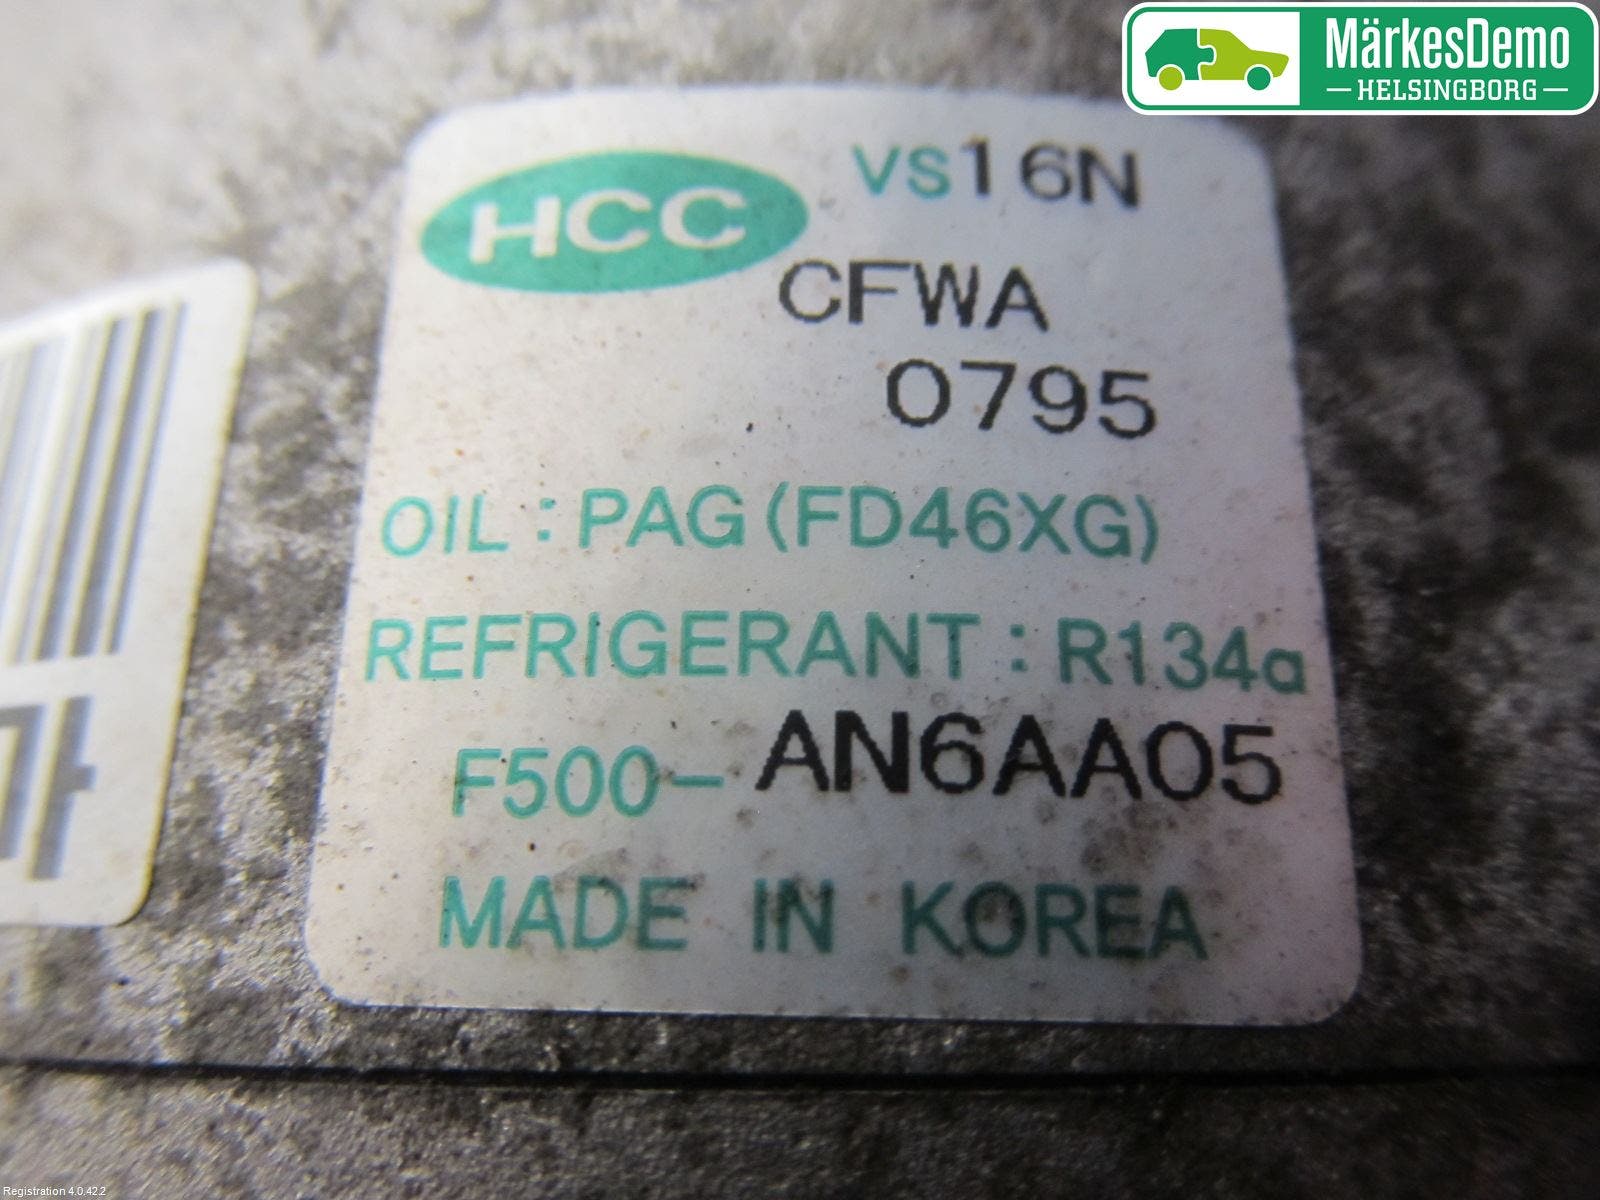 MärkesDemo
HELSINGBORG
HCC
VS16N
CFWA
0795
OIL : PAG (FD46XG)
REFRIGERANT : R134a
F500-AN6AA05
MADE IN KOREA
Registration 4.0.42.2